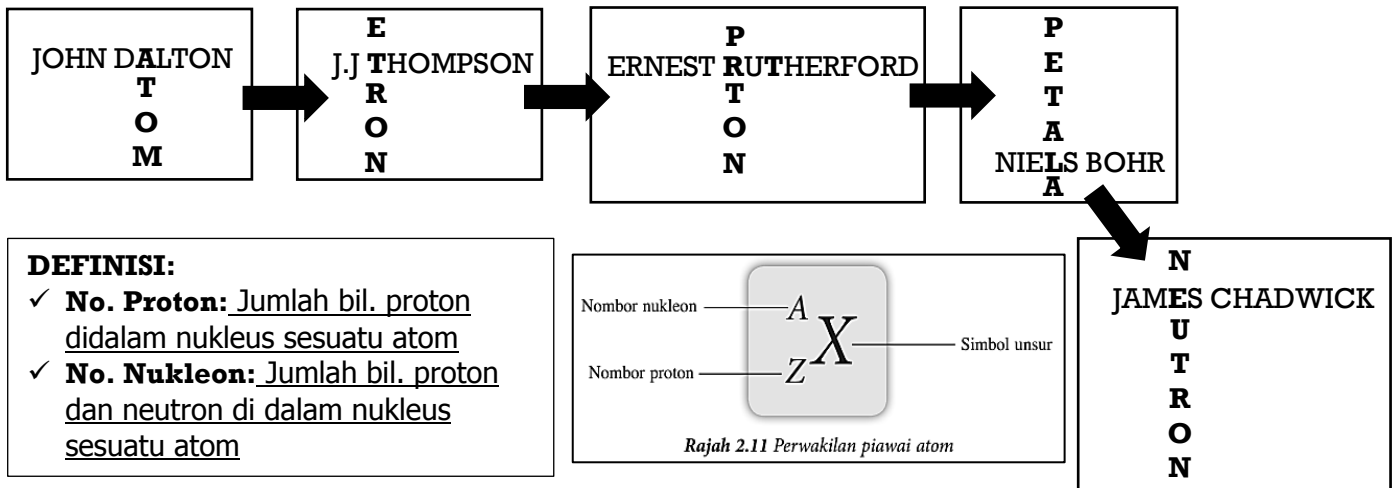 JOHN DALTON
T
O
M
E
J.J THOMPSON
R
O
N
P
ERNEST RUTHERFORD
T
O
N
P
E
T
A
NIELS BOHR
A
N
JAMES CHADWICK
U
T
R
O
N
DEFINISI:
✓ No. Proton: Jumlah bil. proton
didalam nukleus sesuatu atom
✓ No. Nukleon: Jumlah bil. proton
dan neutron di dalam nukleus
sesuatu atom
Nombor nukleon
A
X
Simbol unsur
Nombor proton
Z
Rajah 2.11 Perwakilan piawai atom